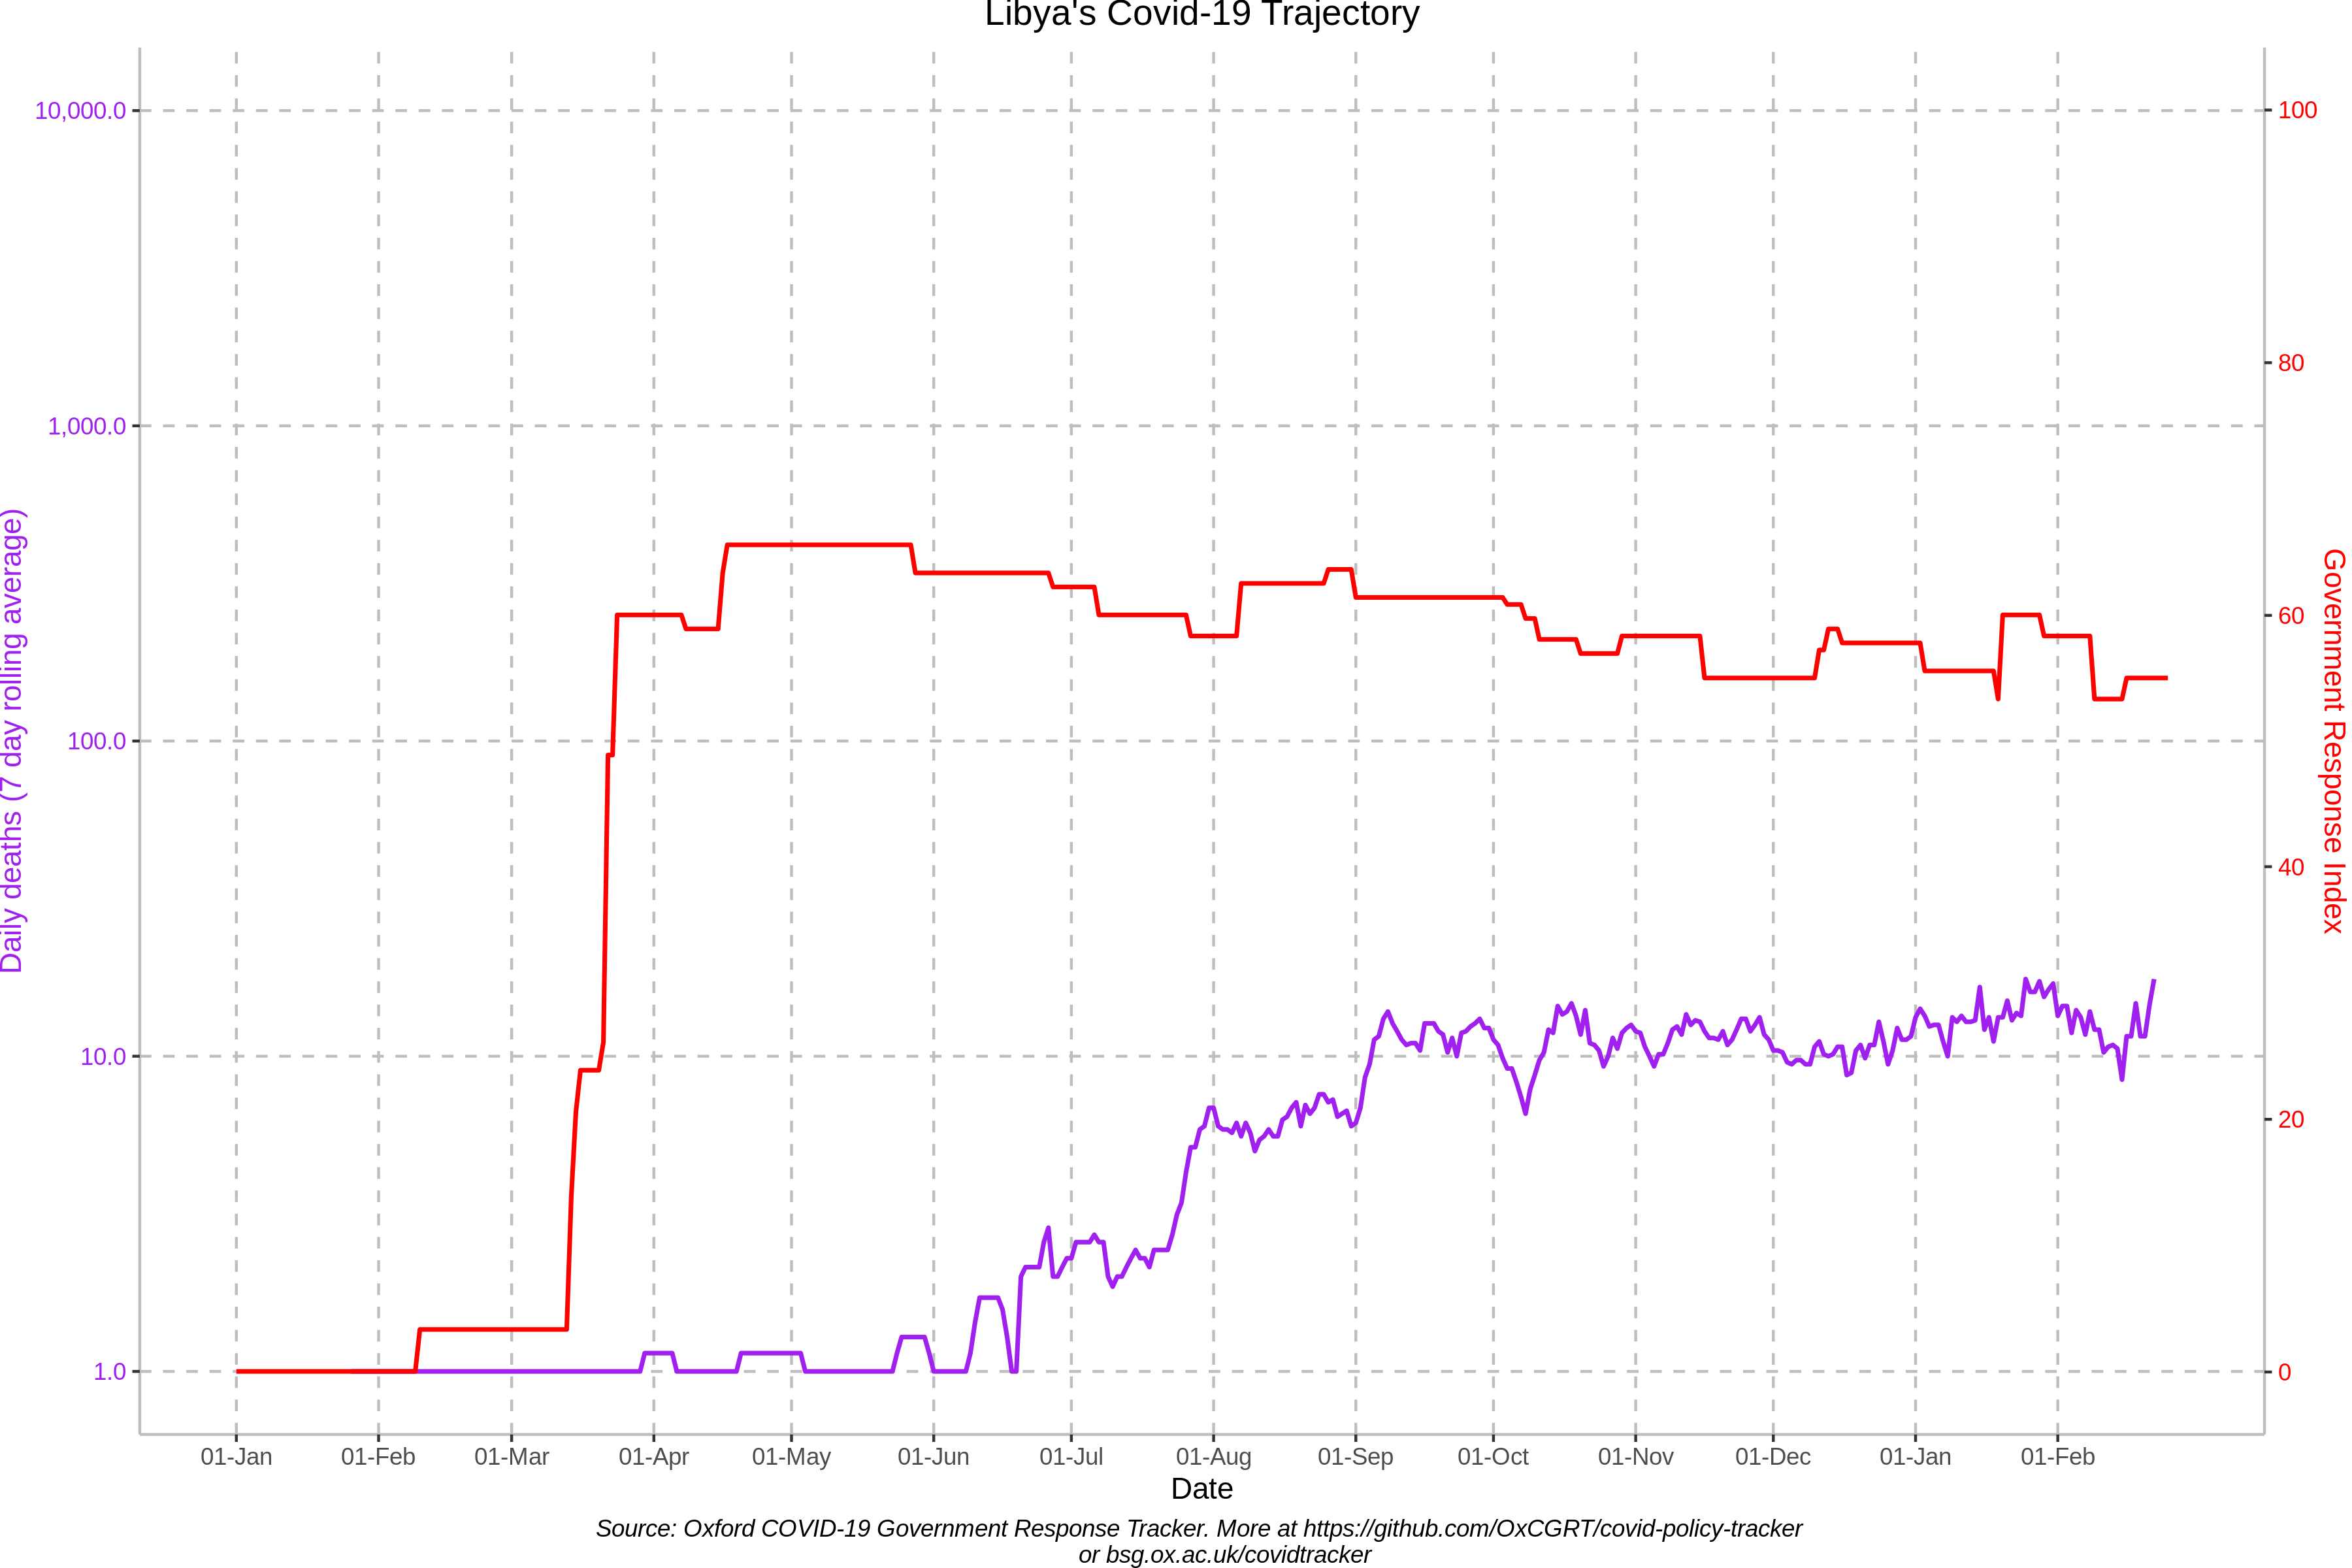 Libya's Covid-19 Trajectory
Daily deaths (7 day rolling average)
10,000.0
1,000.0
100.0
10.0
1.0
100
80
60
40
20
0
Government Response Index
01-Jan 01-Feb 01-Mar 01-Apr 01-May 01-Jun 01-Jul 01-Aug 01-Sep 01-Oct 01-Nov 01-Dec 01-Jan 01-Feb
Date
Source: Oxford COVID-19 Government Response Tracker. More at https://github.com/OxCGRT/covid-policy-tracker
or bsg.ox.ac.uk/covidtracker